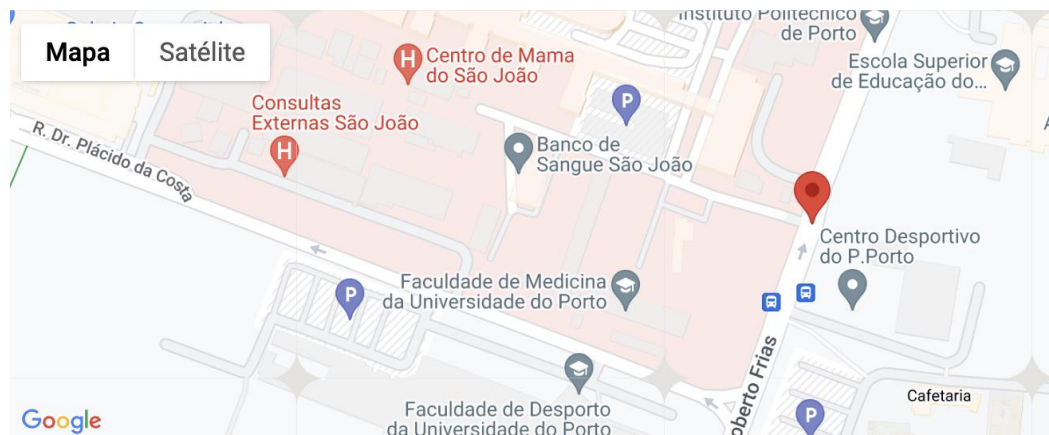 Mapa
Satélite
Instituto Politécnico
de Porto
Centro de Mama
do São João
Escola Superior
de Educação do...
Consultas
Externas São João
P
H
H
R. Dr. Plácido da Costa
Banco de
Sangue São João
Centro Desportivo
do P.Porto
Faculdade de Medicina
da Universidade do Porto
P
oberto Frias
Cafetaria
Faculdade de Desporto
da Universidade do Porto
P
Google